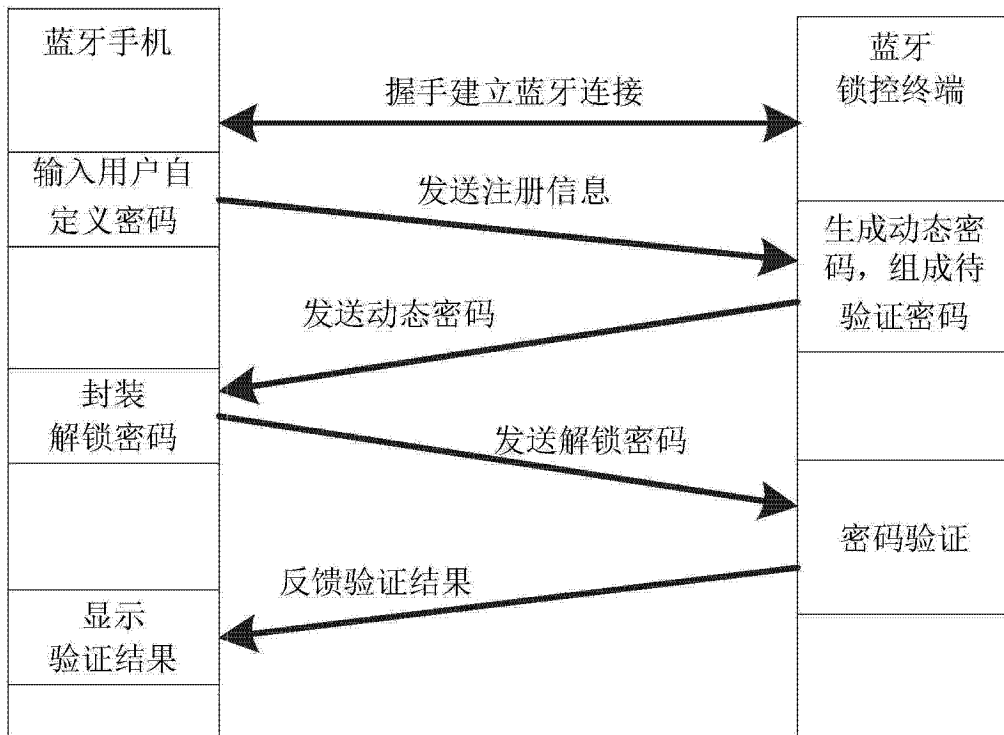 蓝牙手机
蓝牙
锁控终端
握手建立蓝牙连接
输入用户自
定义密码
发送注册信息
生成动态密
码，组成待
验证密码
发送动态密码
封装
解锁密码
发送解锁密码
密码验证
反馈验证结果
显示
验证结果